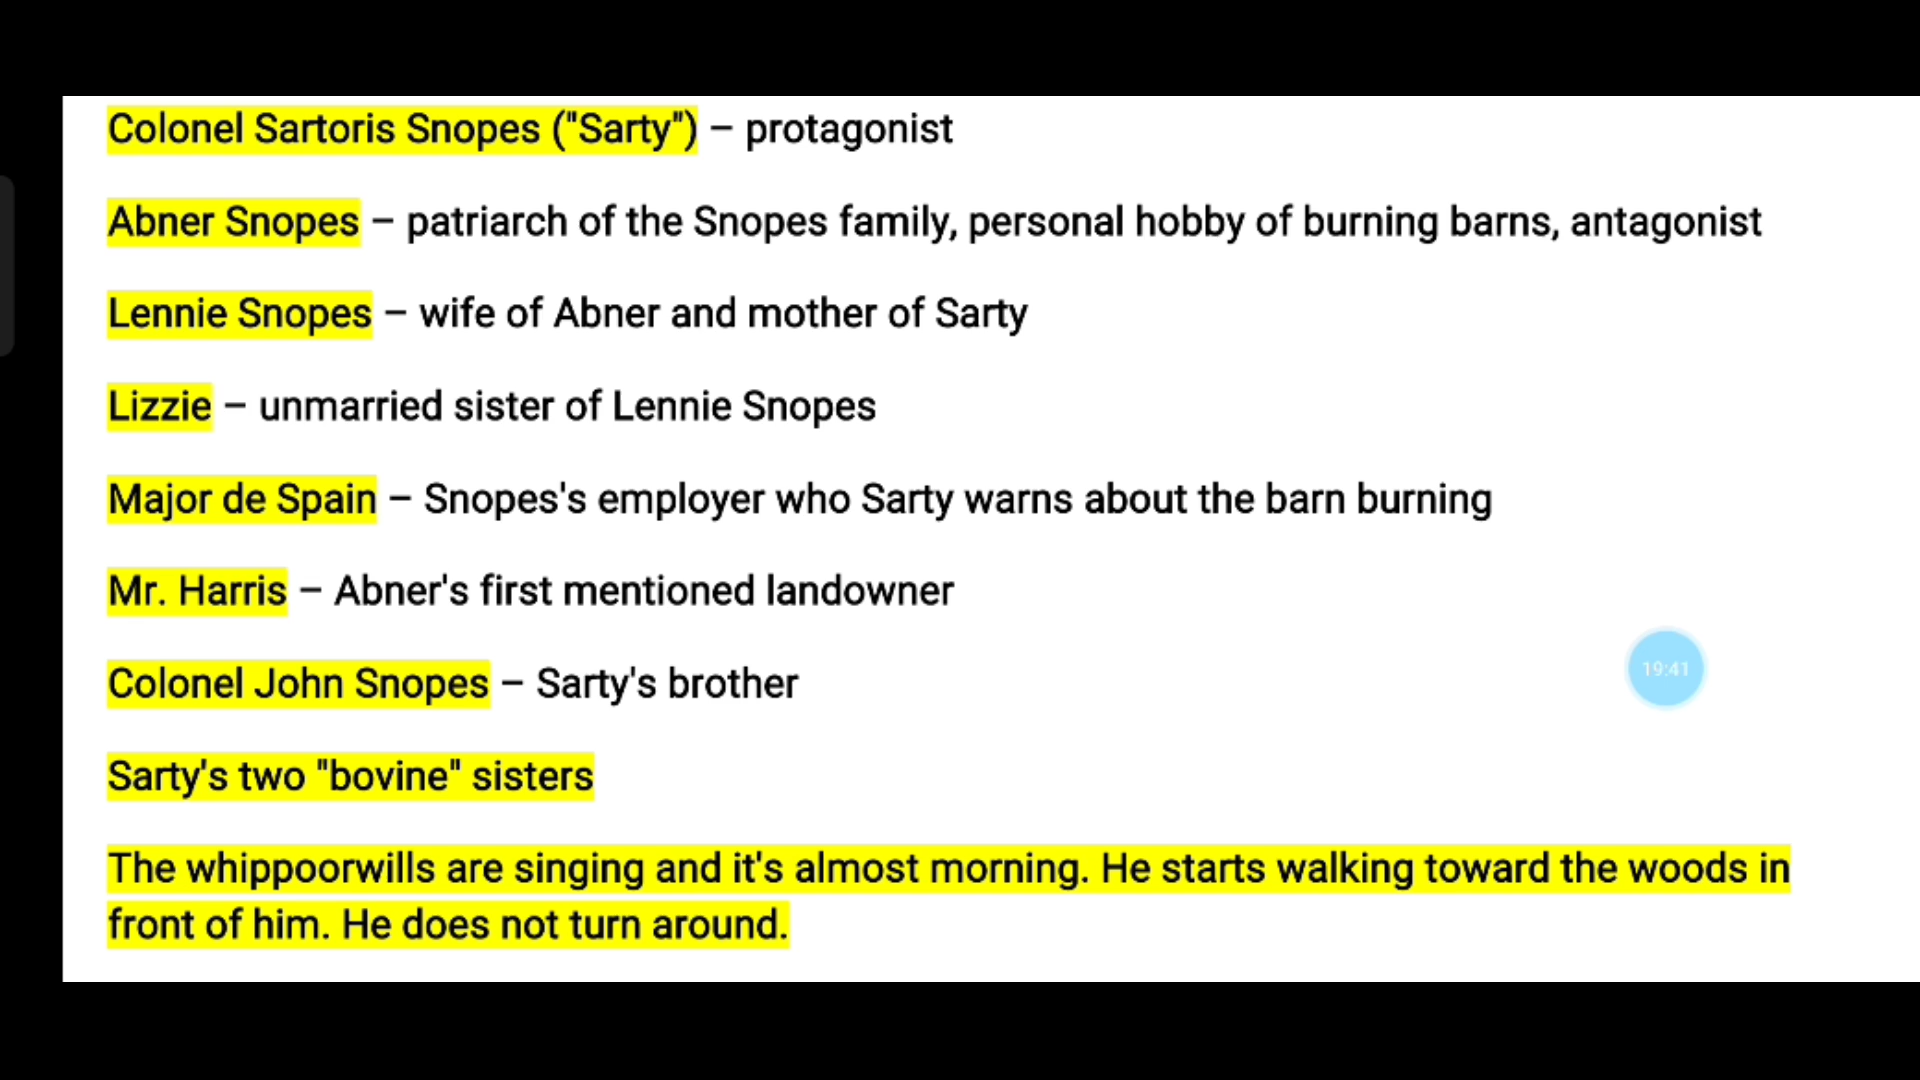 Colonel Sartoris Snopes ("Sarty") – protagonist
Abner Snopes – patriarch of the Snopes family, personal hobby of burning barns, antagonist
Lennie Snopes – wife of Abner and mother of Sarty
Lizzie – unmarried sister of Lennie Snopes
Major de Spain – Snopes's employer who Sarty warns about the barn burning
Mr. Harris – Abner's first mentioned landowner
Colonel John Snopes – Sarty's brother
19:41
Sarty's two "bovine" sisters
The whippoorwills are singing and it's almost morning. He starts walking toward the woods in
front of him. He does not turn around.